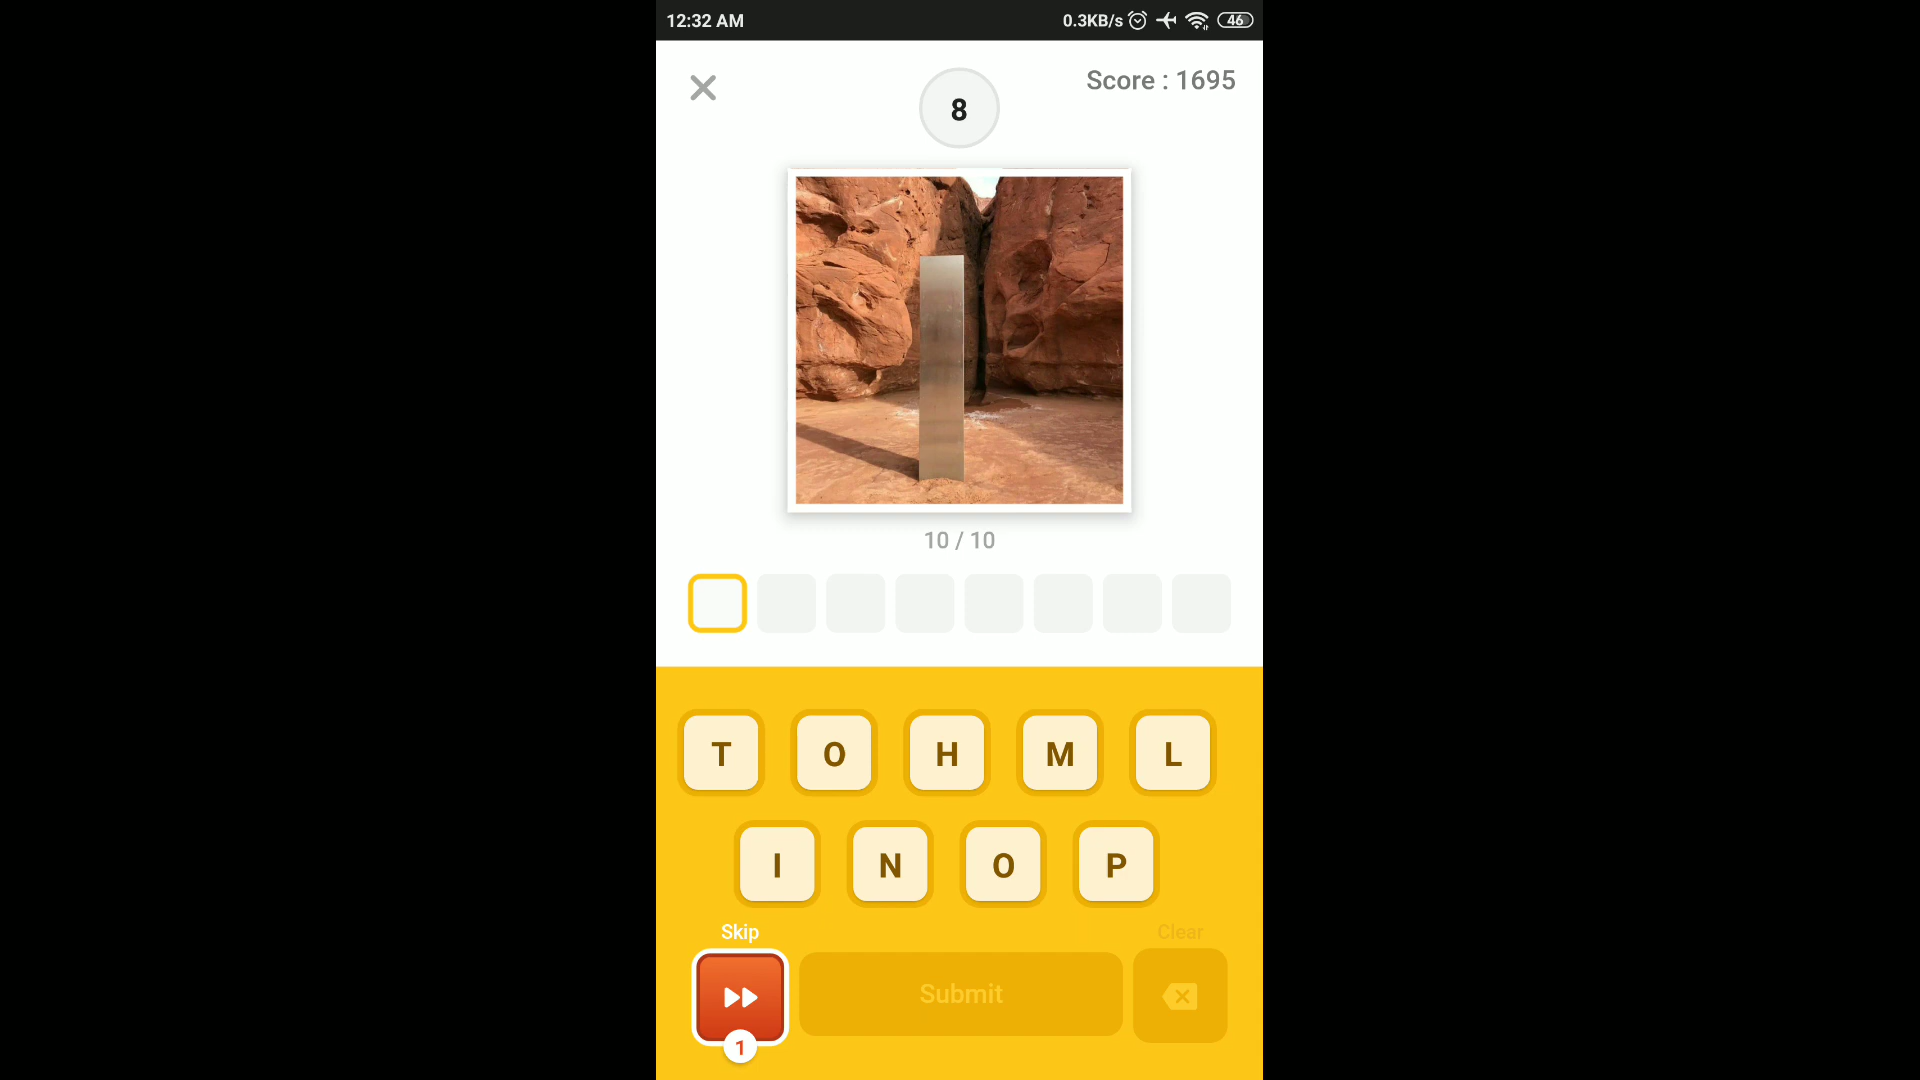 12:32 AM 0.3KB/s 46
8 Score : 1695
10 / 10
T O H M L
I N O P
Skip Clear
Submit
1